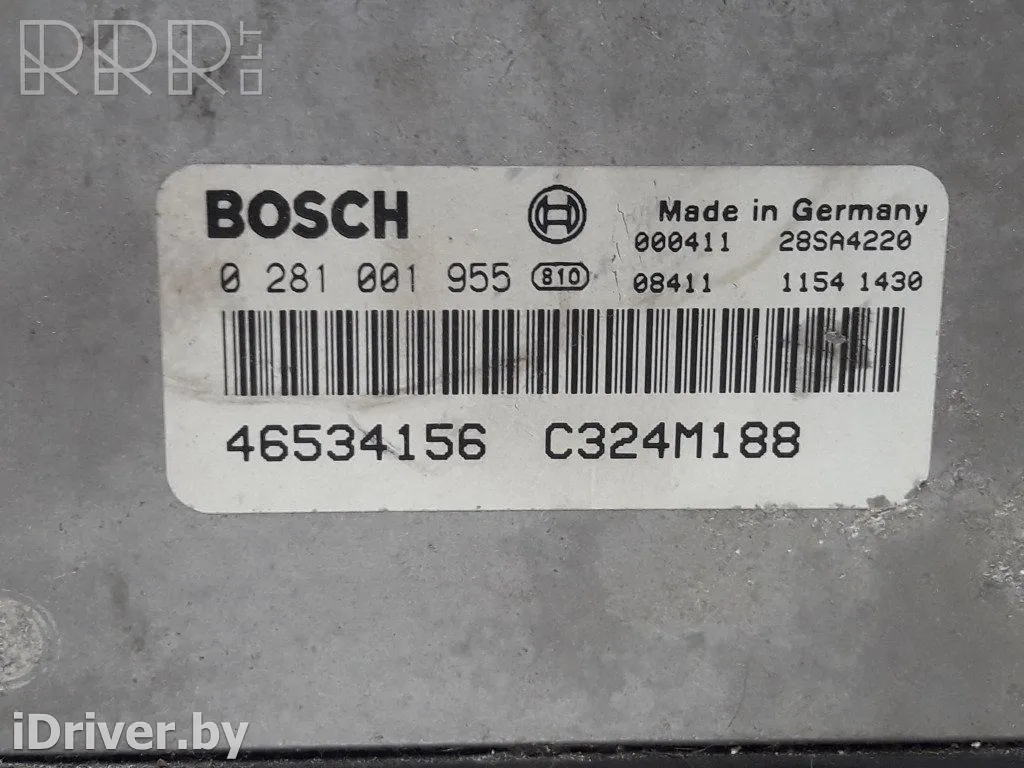 RRR.LT
BOSCH
Made in Germany
000411 28SA4220
0 281 001 955 810 08411 1154 1430
46534156 C324M188
iDriver.by